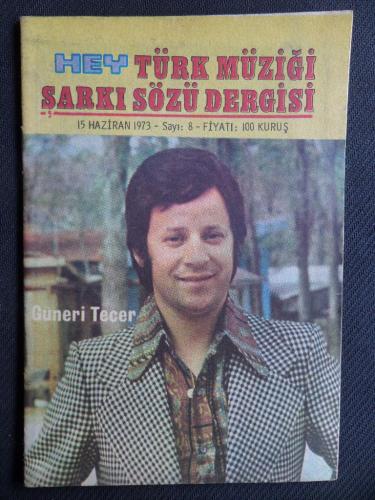 HEY TÜRK MÜZİĞİ
ŞARKI SÖZÜ DERGİSİ
15 HAZİRAN 1973 - Sayı: 8 - FİYATI: 100 KURUŞ
Güneri Tecer